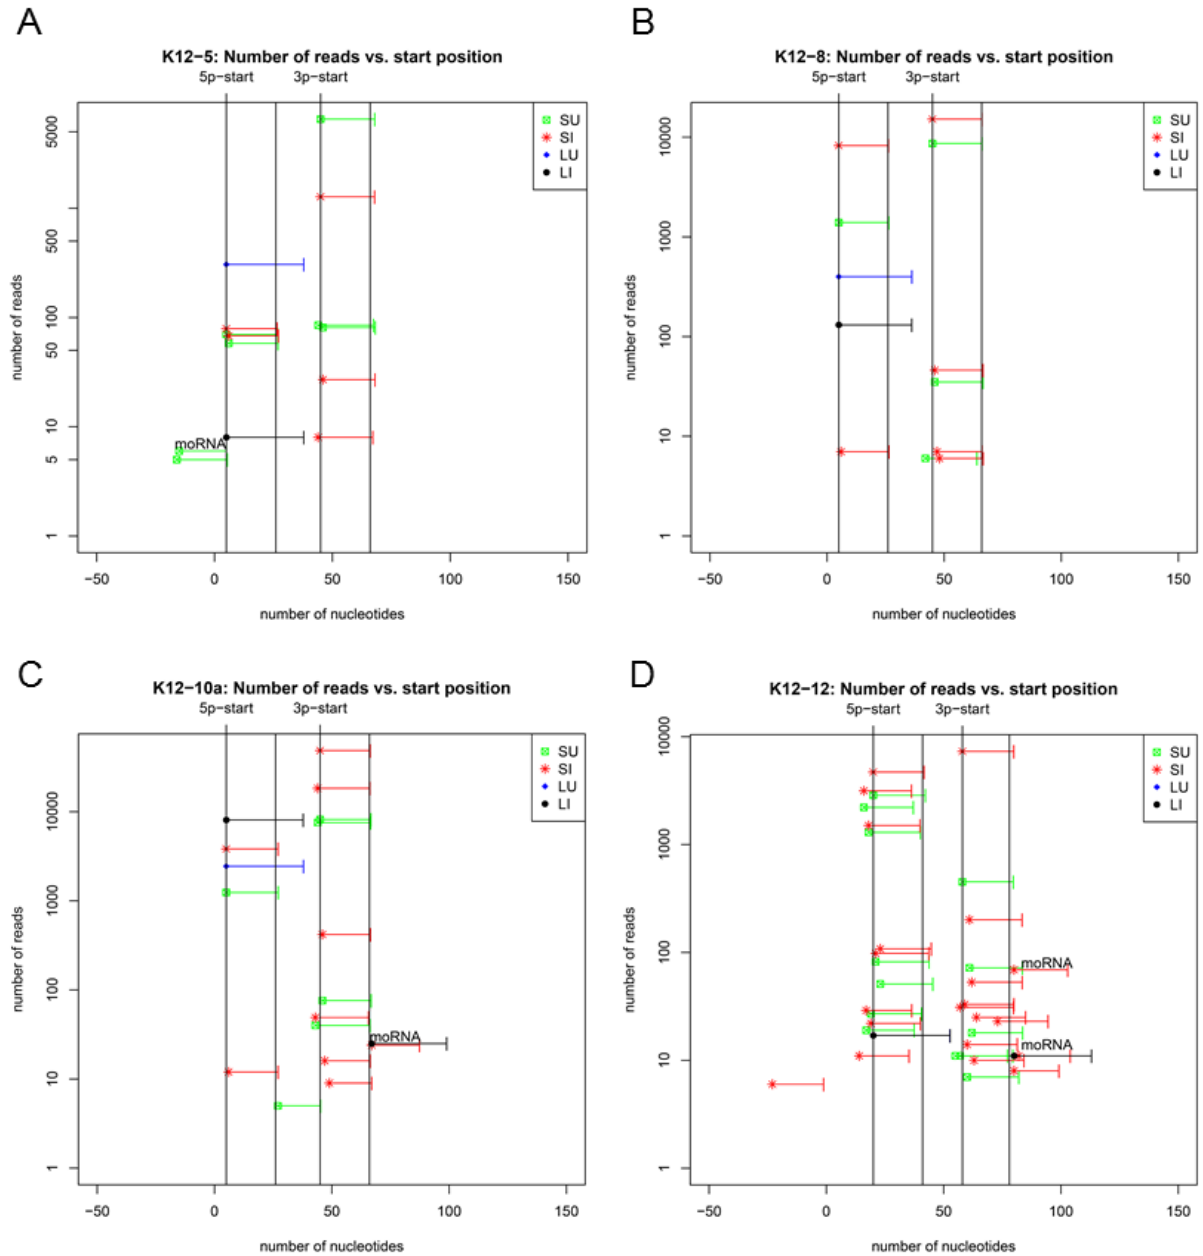 A
K12−5: Number of reads vs. start position
5p−start 3p−start
SU
SI
LU
LI
moRNA
number of reads
1 5 10 50 100 500 5000
−50 0 50 100 150
number of nucleotides
B
K12−8: Number of reads vs. start position
5p−start 3p−start
SU
SI
LU
LI
number of reads
1 10 100 1000 10000
−50 0 50 100 150
number of nucleotides
C
K12−10a: Number of reads vs. start position
5p−start 3p−start
SU
SI
LU
LI
moRNA
number of reads
1 10 100 1000 10000
−50 0 50 100 150
number of nucleotides
D
K12−12: Number of reads vs. start position
5p−start 3p−start
SU
SI
LU
LI
moRNA
moRNA
number of reads
1 10 100 1000 10000
−50 0 50 100 150
number of nucleotides